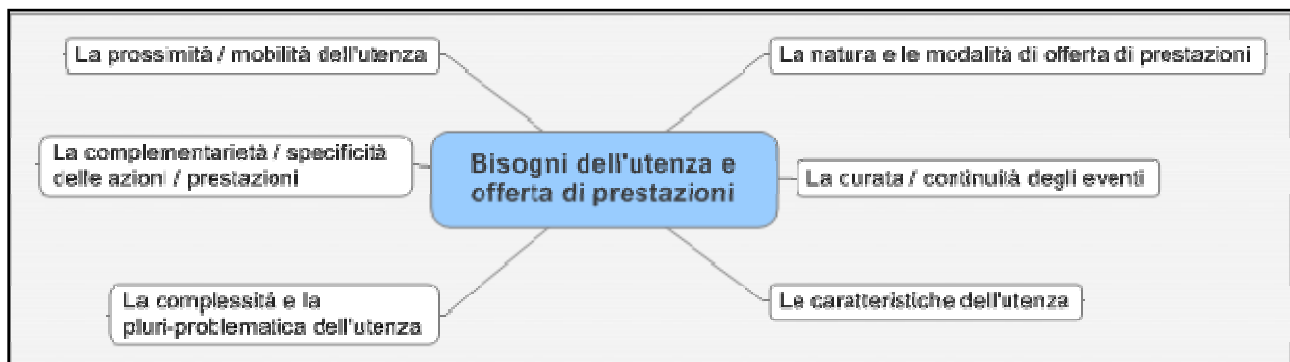 La prossimità / mobilità dell'utenza
La natura e le modalità di offerta di prestazioni
La complementarietà / specificità
delle azioni / prestazioni
Bisogni dell'utenza e
offerta di prestazioni
La curata / continuità degli eventi
La complessità e la
pluri-problematica dell'utenza
Le caratteristiche dell'utenza